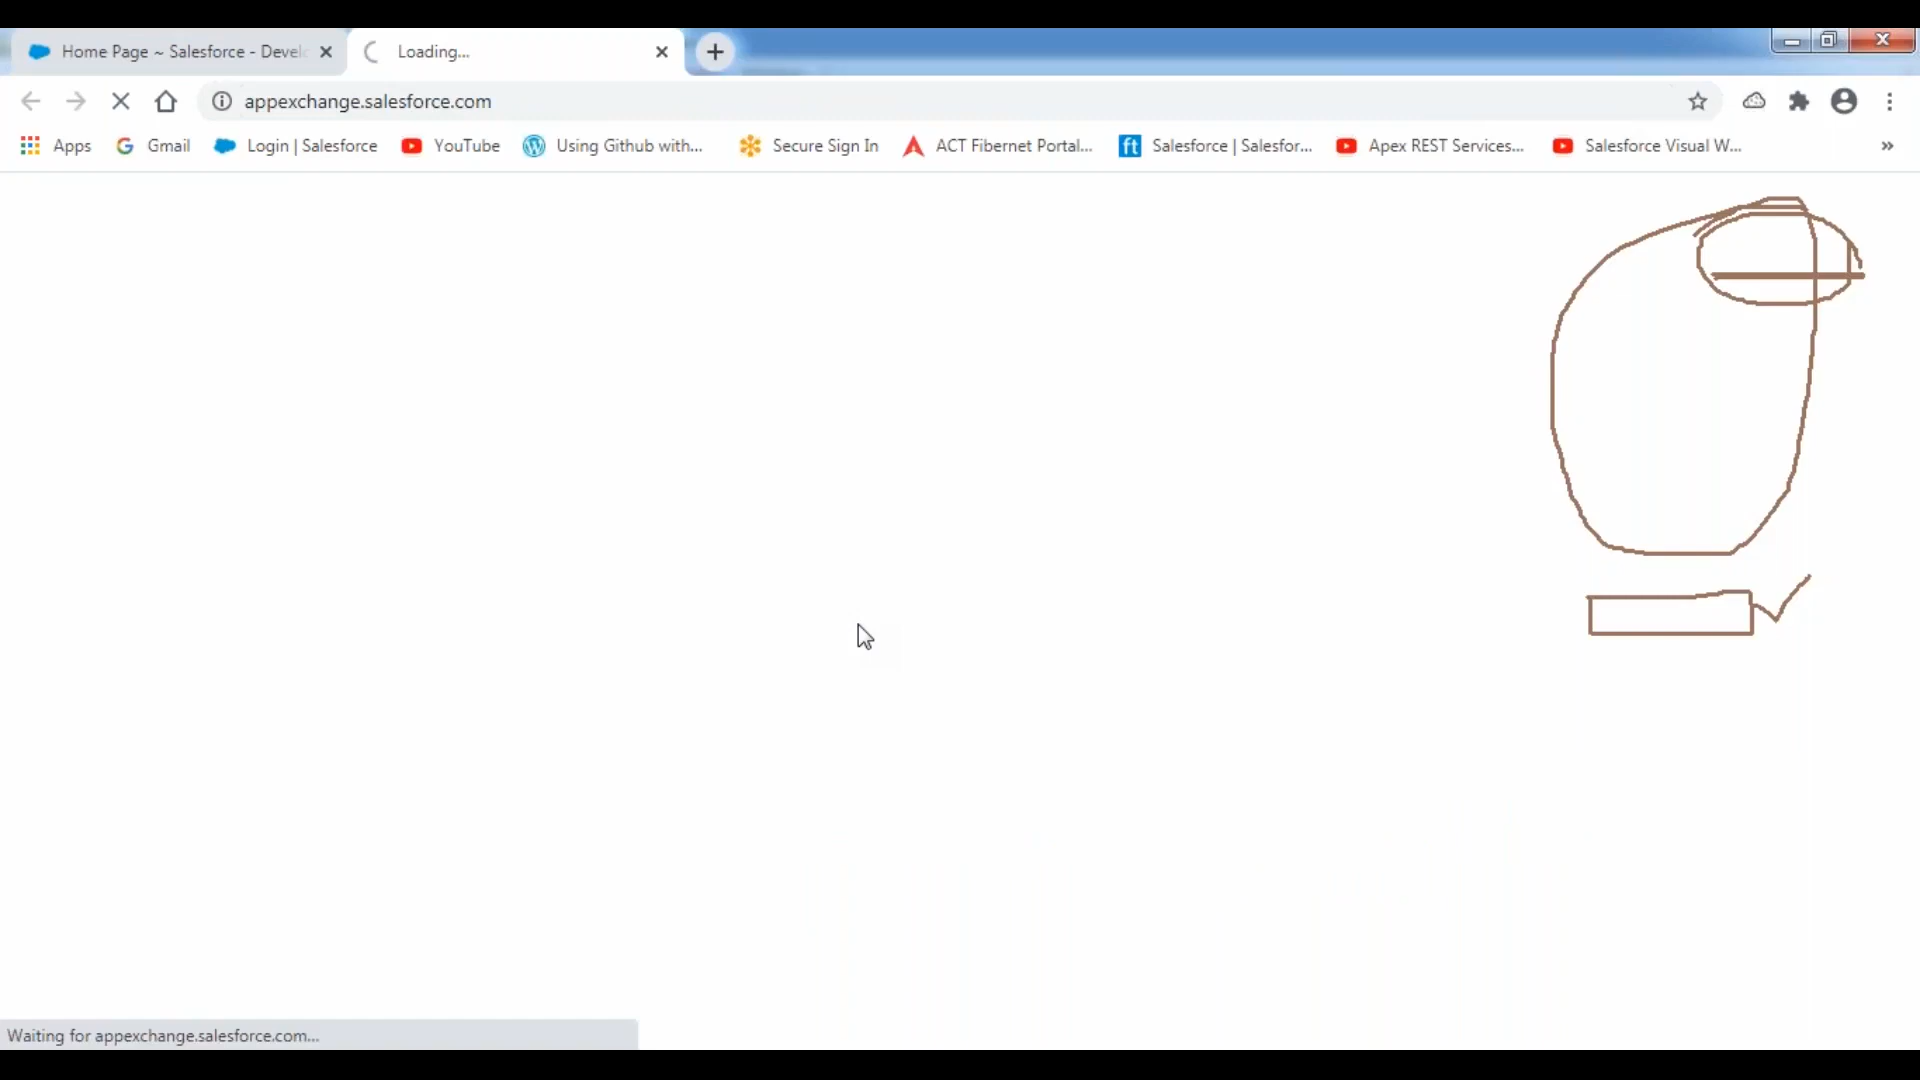 Home Page ~ Salesforce - Devel
Loading...
appexchange.salesforce.com
Apps Gmail Login | Salesforce YouTube Using Github with... Secure Sign In ACT Fibernet Portal... ft Salesforce | Salesfor... Apex REST Services... Salesforce Visual W... »
Waiting for appexchange.salesforce.com...